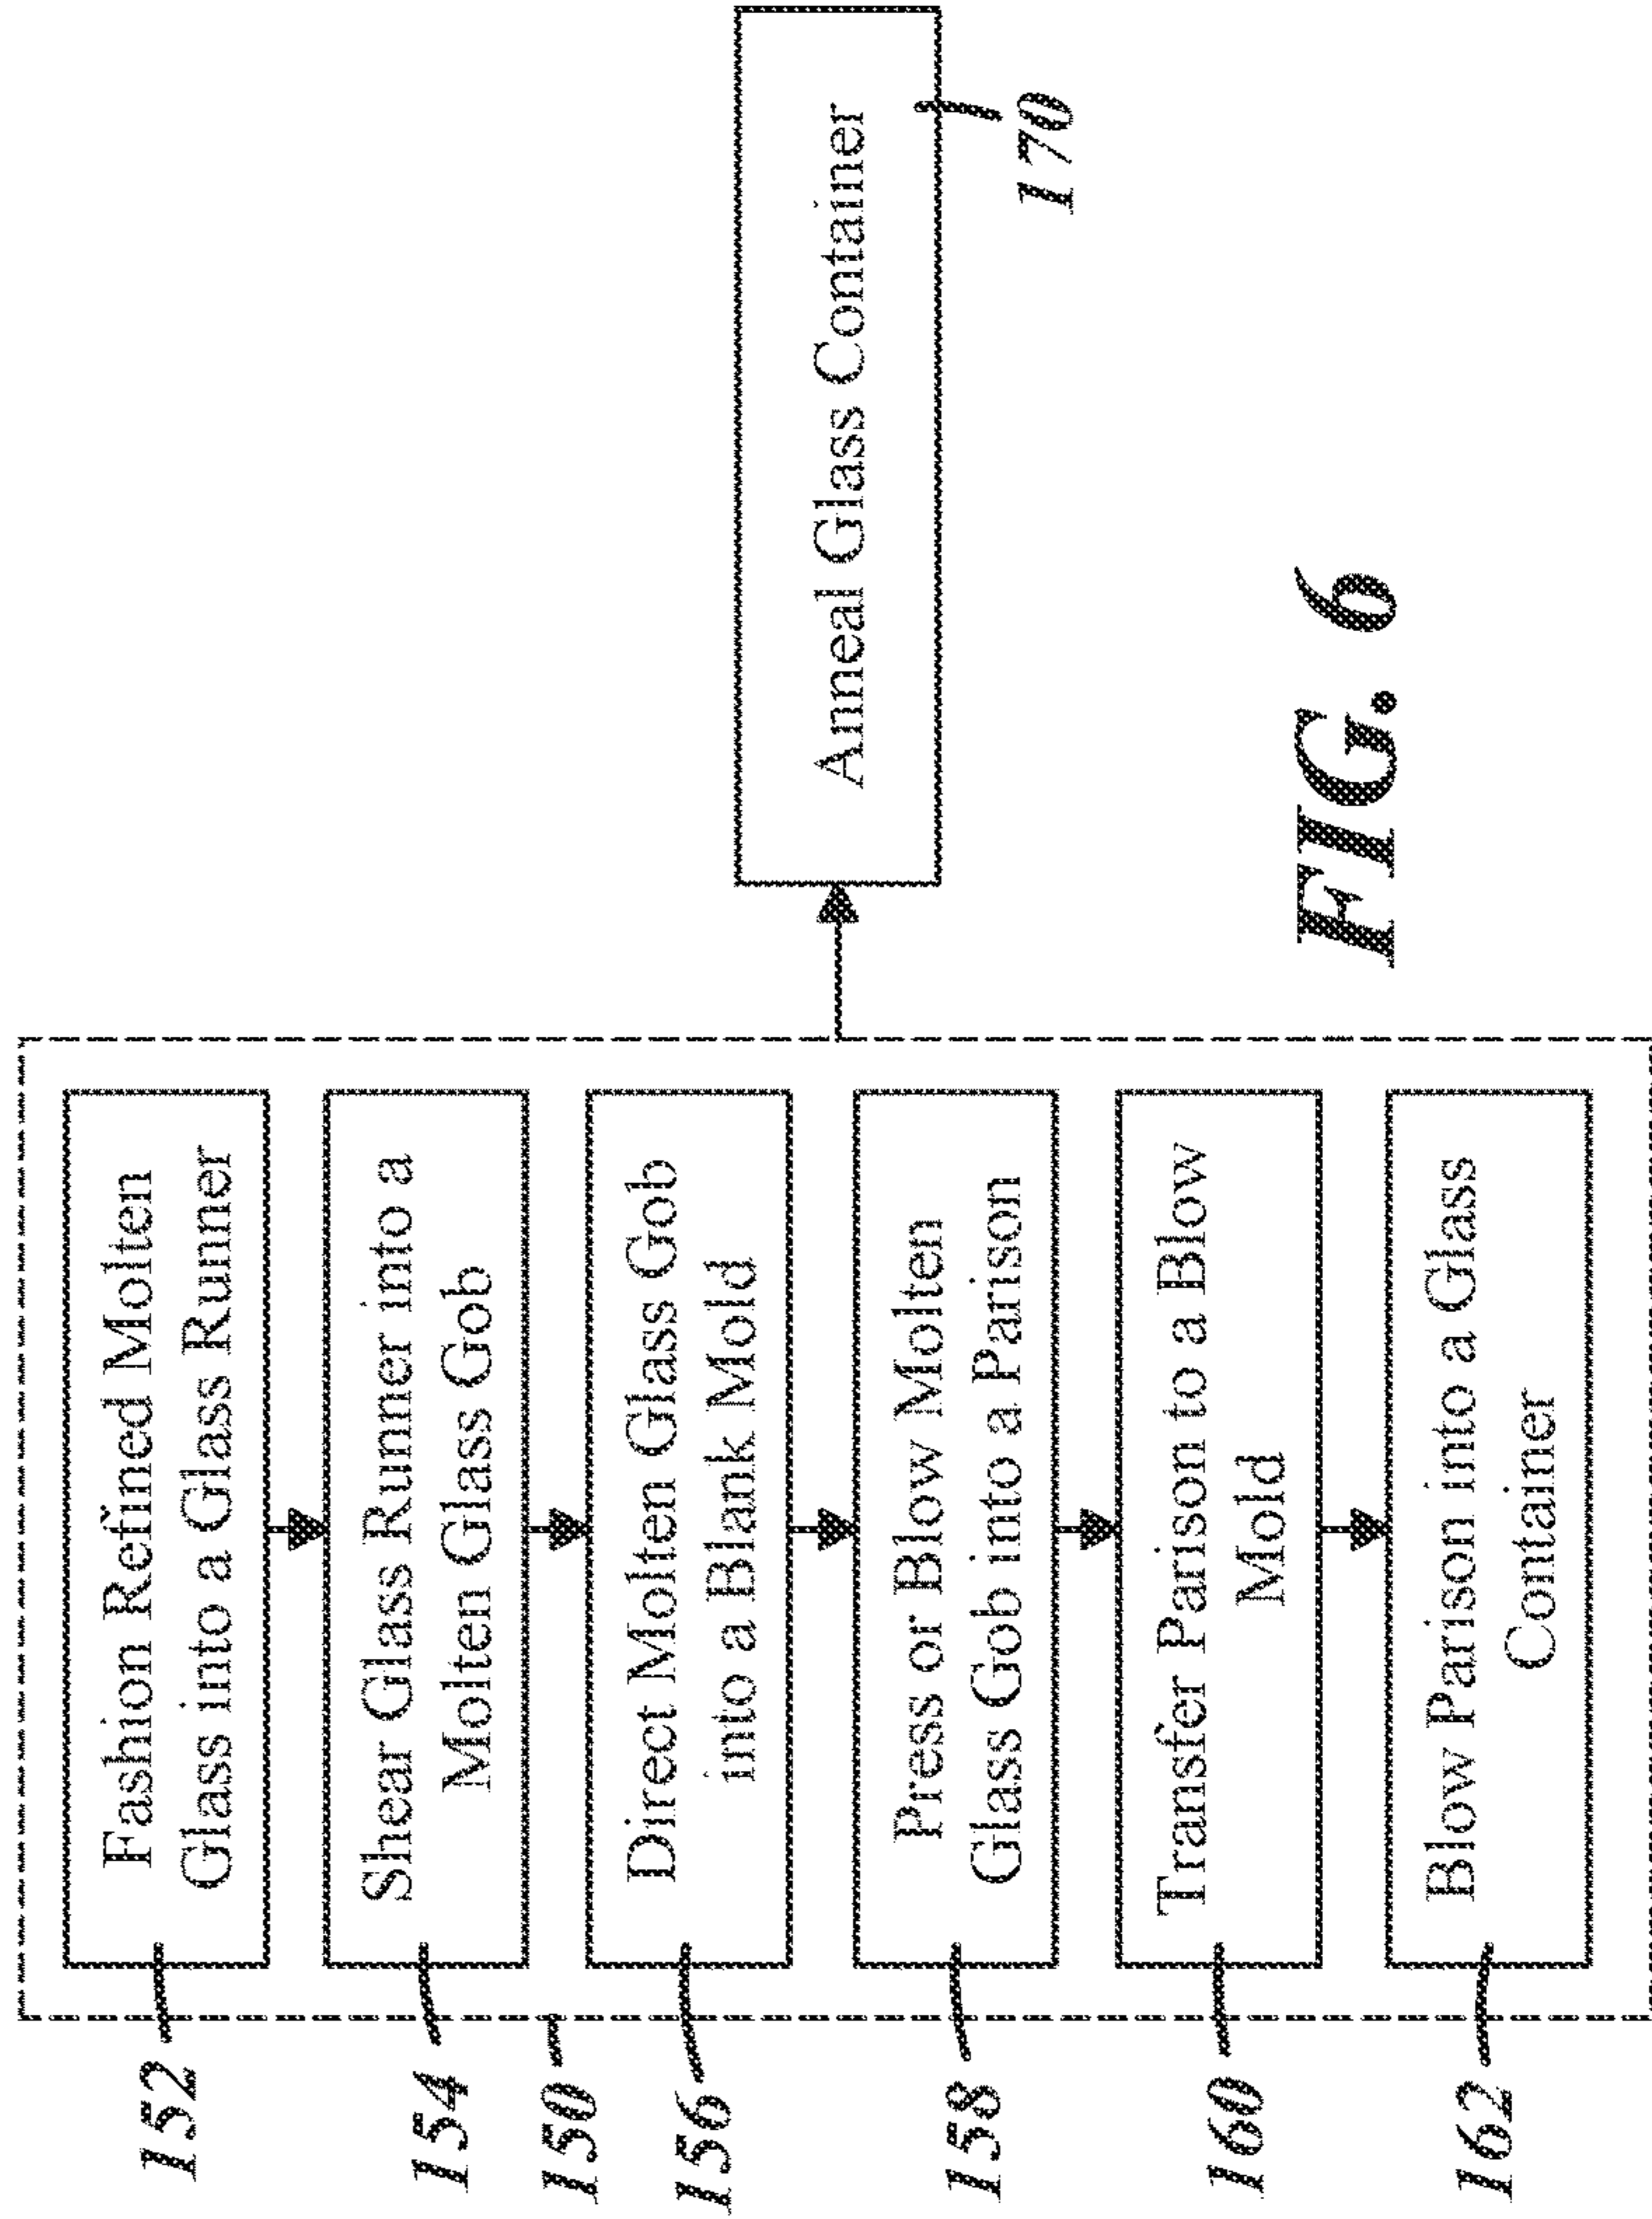 152
Fashion Refined Molten
Glass into a Glass Runner
154
Shear Glass Runner into a
Molten Glass Gob
150
156
Direct Molten Glass Gob
into a Blank Mold
158
Press or Blow Molten
Glass Gob into a Parison
160
Transfer Parison to a Blow
Mold
162
Blow Parison into a Glass
Container
Anneal Glass Container
170
FIG. 6